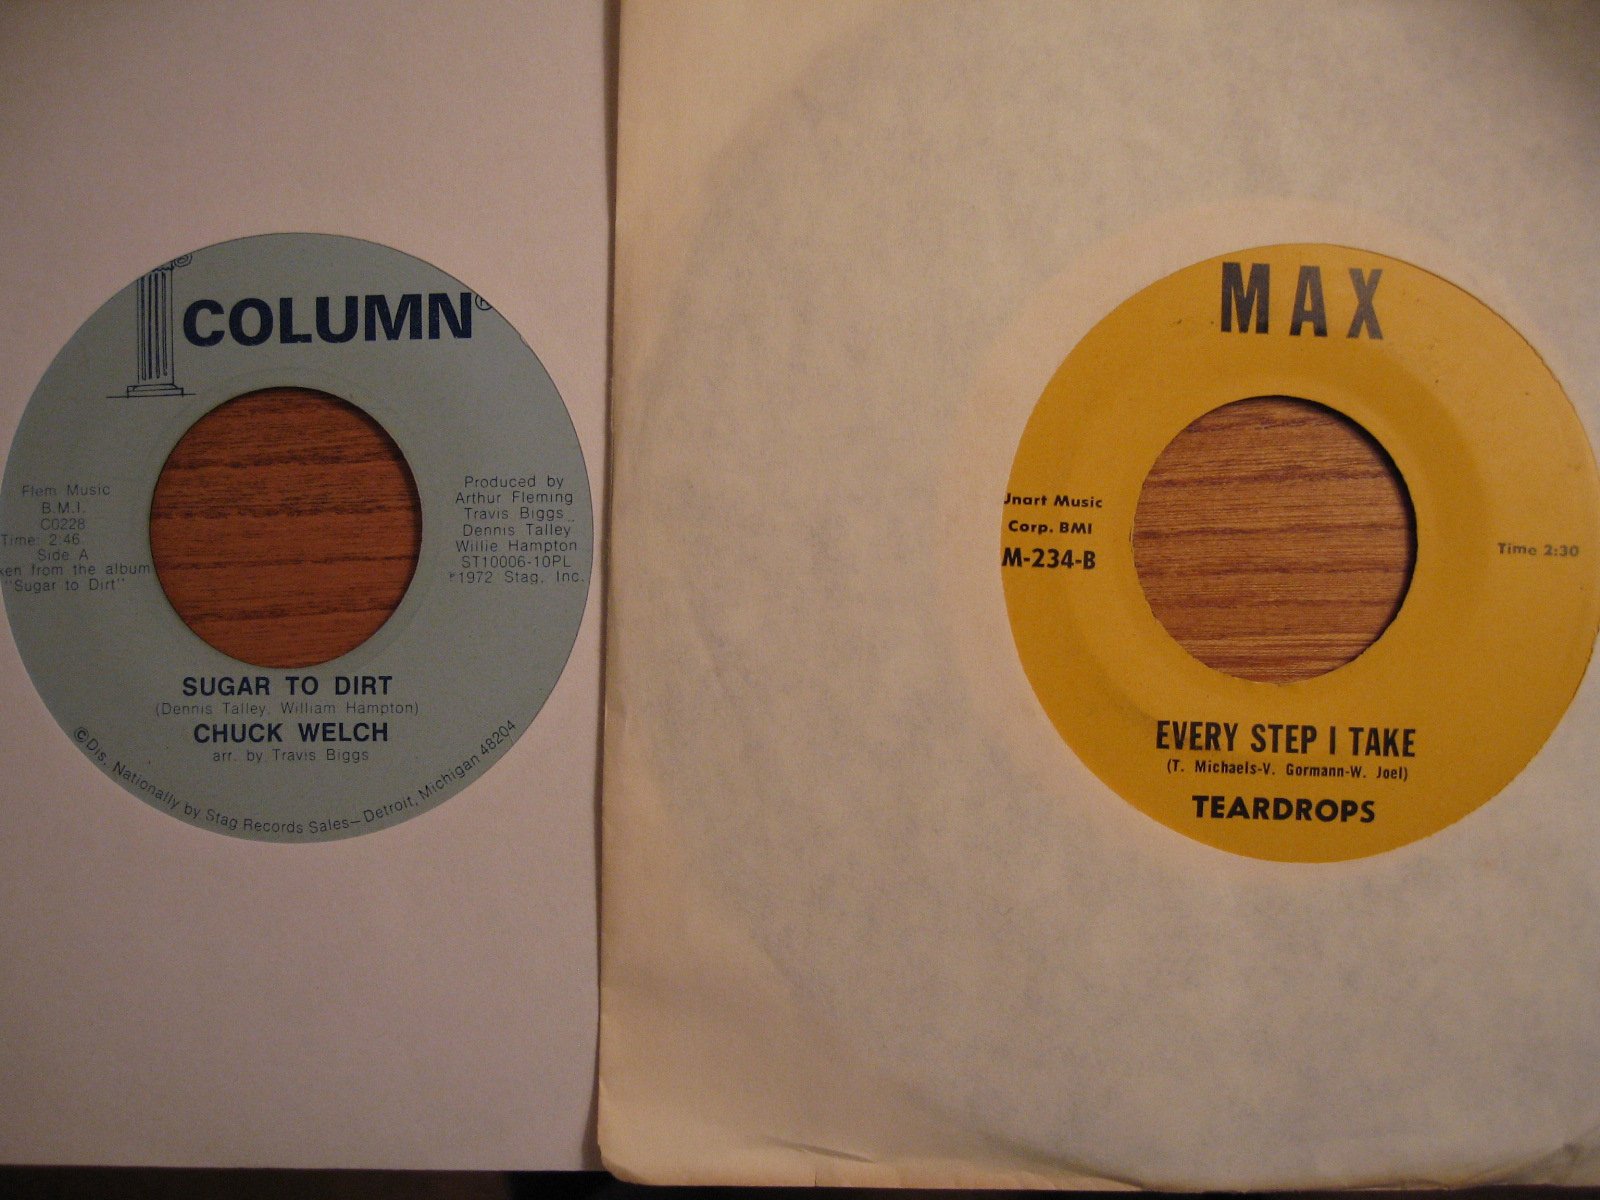 COLUMN®
Flem Music
B.M.I.
C0228
Time: 2:46
Side A
ken from the album
"Sugar to Dirt"
Produced by
Arthur Fleming
Travis Biggs
Dennis Talley
Willie Hampton
ST10006-10PL
℗1972 Stag, Inc.
SUGAR TO DIRT
(Dennis Talley, William Hampton)
CHUCK WELCH
arr. by Travis Biggs
©Dis. Nationally by Stag Records Sales—Detroit, Michigan 48204
MAX
Unart Music
Corp. BMI
M-234-B
Time 2:30
EVERY STEP I TAKE
(T. Michaels-V. Gormann-W. Joel)
TEARDROPS